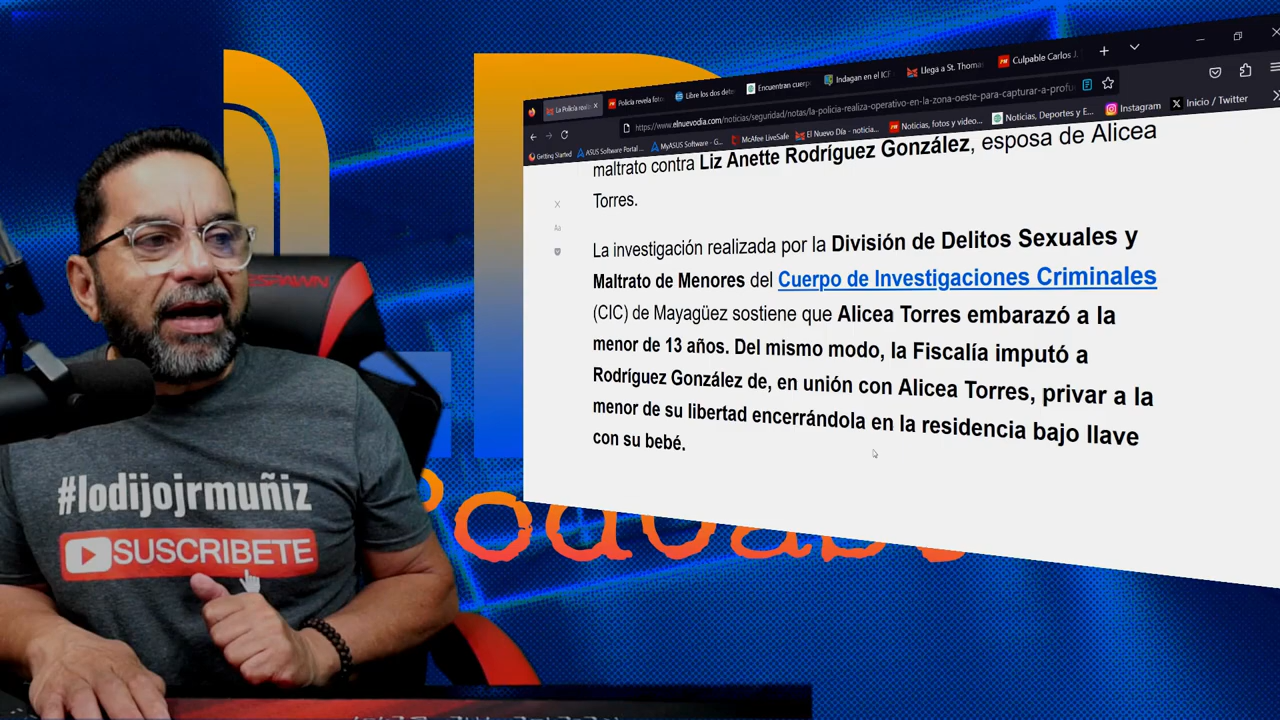 La Policía reali
Policía revela foto
Libre los dos dete
Encuentran cuerp
Indagan en el ICF
Llega a St. Thoma
Culpable Carlos J.
https://www.elnuevodia.com/noticias/seguridad/notas/la-policia-realiza-operativo-en-la-zona-oeste-para-capturar-a-profu
Getting Started
ASUS Software Portal ...
MyASUS Software - G...
McAfee LiveSafe
El Nuevo Día - noticia...
Noticias, fotos y video...
Noticias, Deportes y E...
Instagram
Inicio / Twitter
maltrato contra Liz Anette Rodríguez González, esposa de Alicea
Torres.
Aa
La investigación realizada por la División de Delitos Sexuales y
Maltrato de Menores del Cuerpo de Investigaciones Criminales
(CIC) de Mayagüez sostiene que Alicea Torres embarazó a la
menor de 13 años. Del mismo modo, la Fiscalía imputó a
Rodríguez González de, en unión con Alicea Torres, privar a la
menor de su libertad encerrándola en la residencia bajo llave
con su bebé.
ESPAWN
#lodijojrmuñiz
SUSCRIBETE